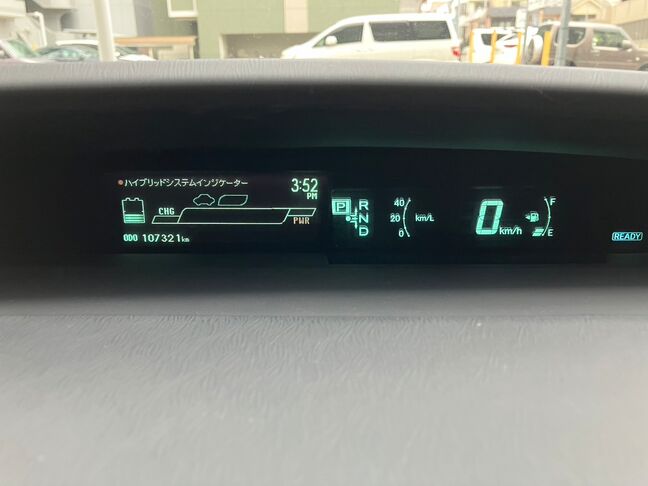 ハイブリッドシステムインジケーター
3:52
PM
CHG
PWR
ODO 107321km
P
R
N
D
40
20
0
km/L
0 km/h
F
E
READY